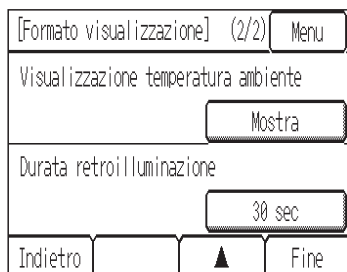 [Formato visualizzazione] (2/2) Menu
Visualizzazione temperatura ambiente
Mostra
Durata retroilluminazione
30 sec
Indietro ▲ Fine